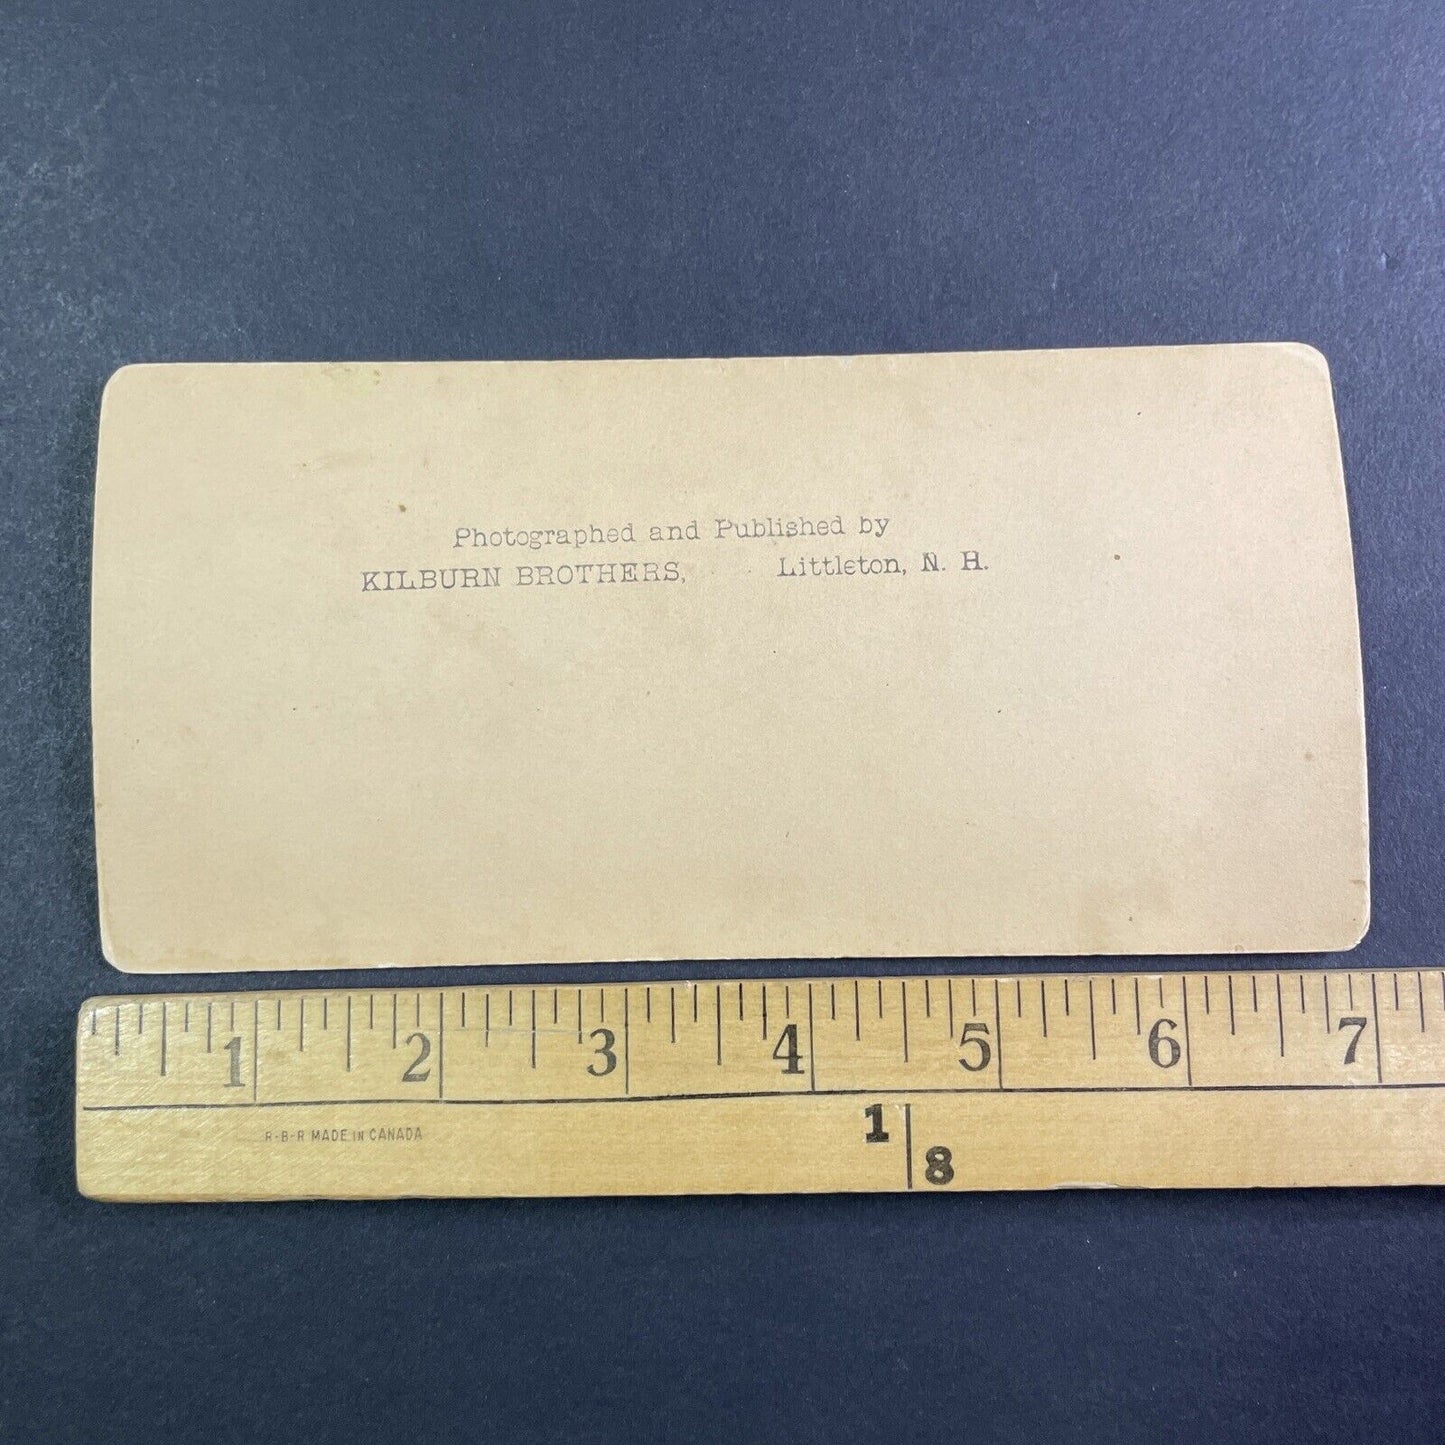 Photographed and Published by
KILBURN BROTHERS, Littleton, N. H.
1 2 3 4 5 6 7
R-B-R MADE IN CANADA
1
8